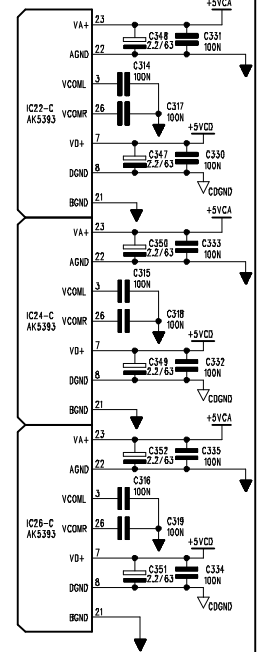 +5VCA
VA+ 23 C348 2.2/63 C331 100N
AGND 22
C314 100N
VCOML 3
VCOMR 26 C317 100N
IC22-C AK5393
+5VCD
VD+ 7 C347 2.2/63 C330 100N
DGND 8 CDGND
BGND 21
+5VCA
VA+ 23 C350 2.2/63 C333 100N
AGND 22
C315 100N
VCOML 3
VCOMR 26 C318 100N
IC24-C AK5393
+5VCD
VD+ 7 C349 2.2/63 C332 100N
DGND 8 CDGND
BGND 21
+5VCA
VA+ 23 C352 2.2/63 C335 100N
AGND 22
C316 100N
VCOML 3
VCOMR 26 C319 100N
IC26-C AK5393
+5VCD
VD+ 7 C351 2.2/63 C334 100N
DGND 8 CDGND
BGND 21